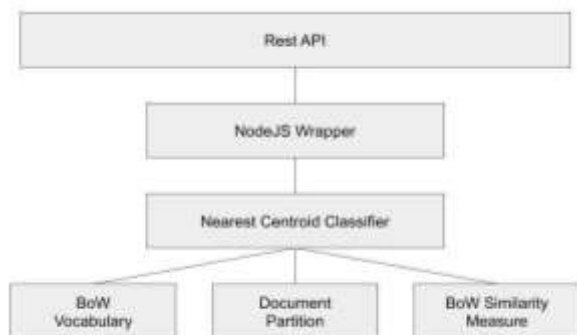 Rest API
NodeJS Wrapper
Nearest Centroid Classifier
BoW
Vocabulary
Document
Partition
BoW Similarity
Measure